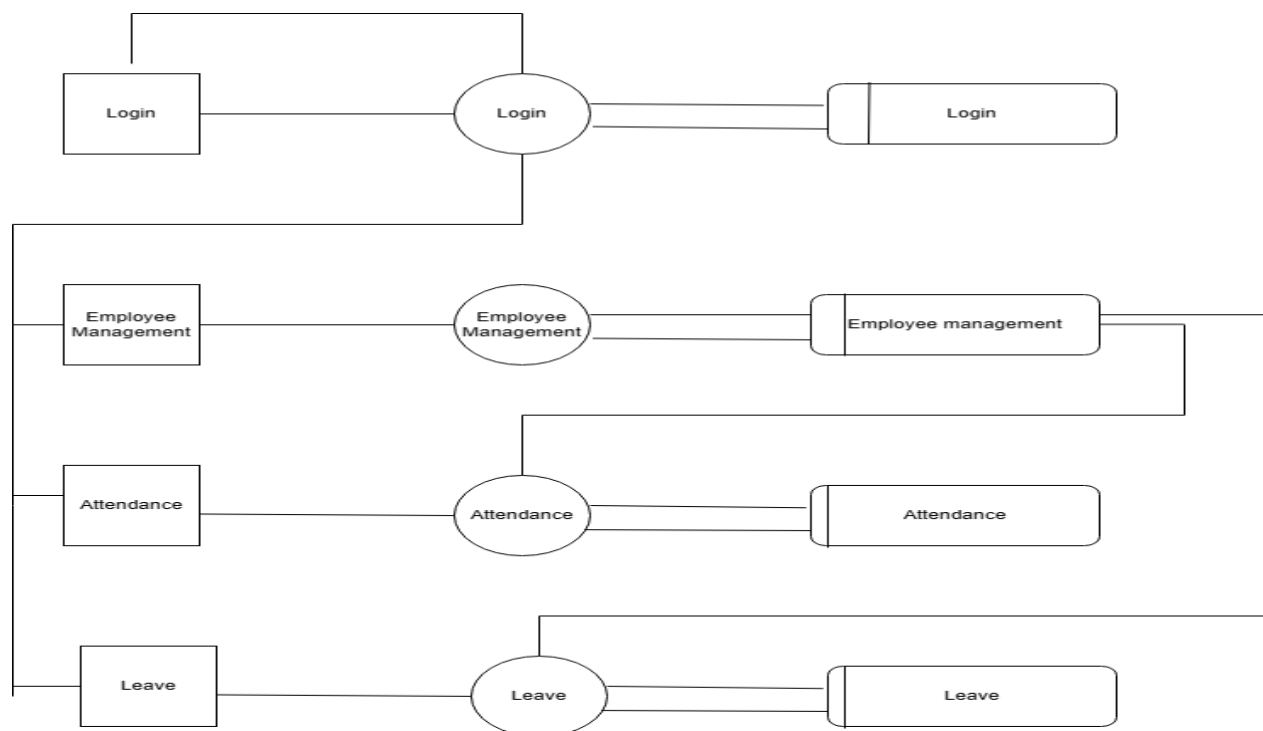 Login
Login
Login
Employee
Management
Employee
Management
Employee management
Attendance
Attendance
Attendance
Leave
Leave
Leave